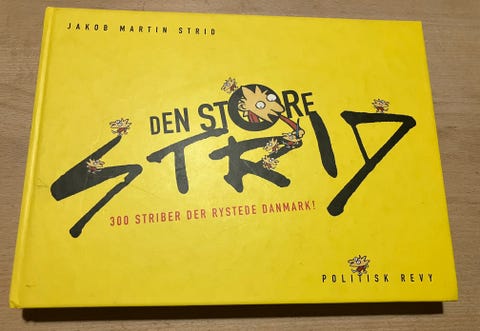 JAKOB MARTIN STRID
DEN STORE
STRID
300 STRIBER DER RYSTEDE DANMARK!
POLITISK REVY